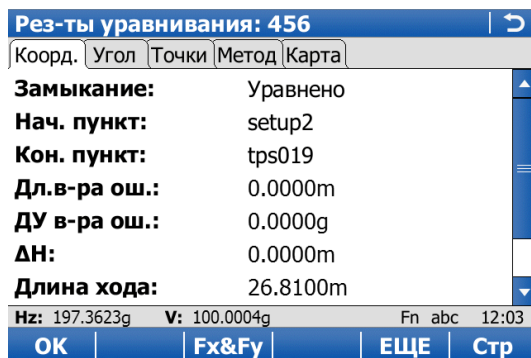 Рез-ты уравнивания: 456
Коорд. Угол Точки Метод Карта
Замыкание: Уравнено
Нач. пункт: setup2
Кон. пункт: tps019
Дл.в-ра ош.: 0.0000m
ДУ в-ра ош.: 0.0000g
ΔH: 0.0000m
Длина хода: 26.8100m
Hz: 197.3623g V: 100.0004g Fn abc 12:03
OK Fx&Fy ЕЩЕ Стр